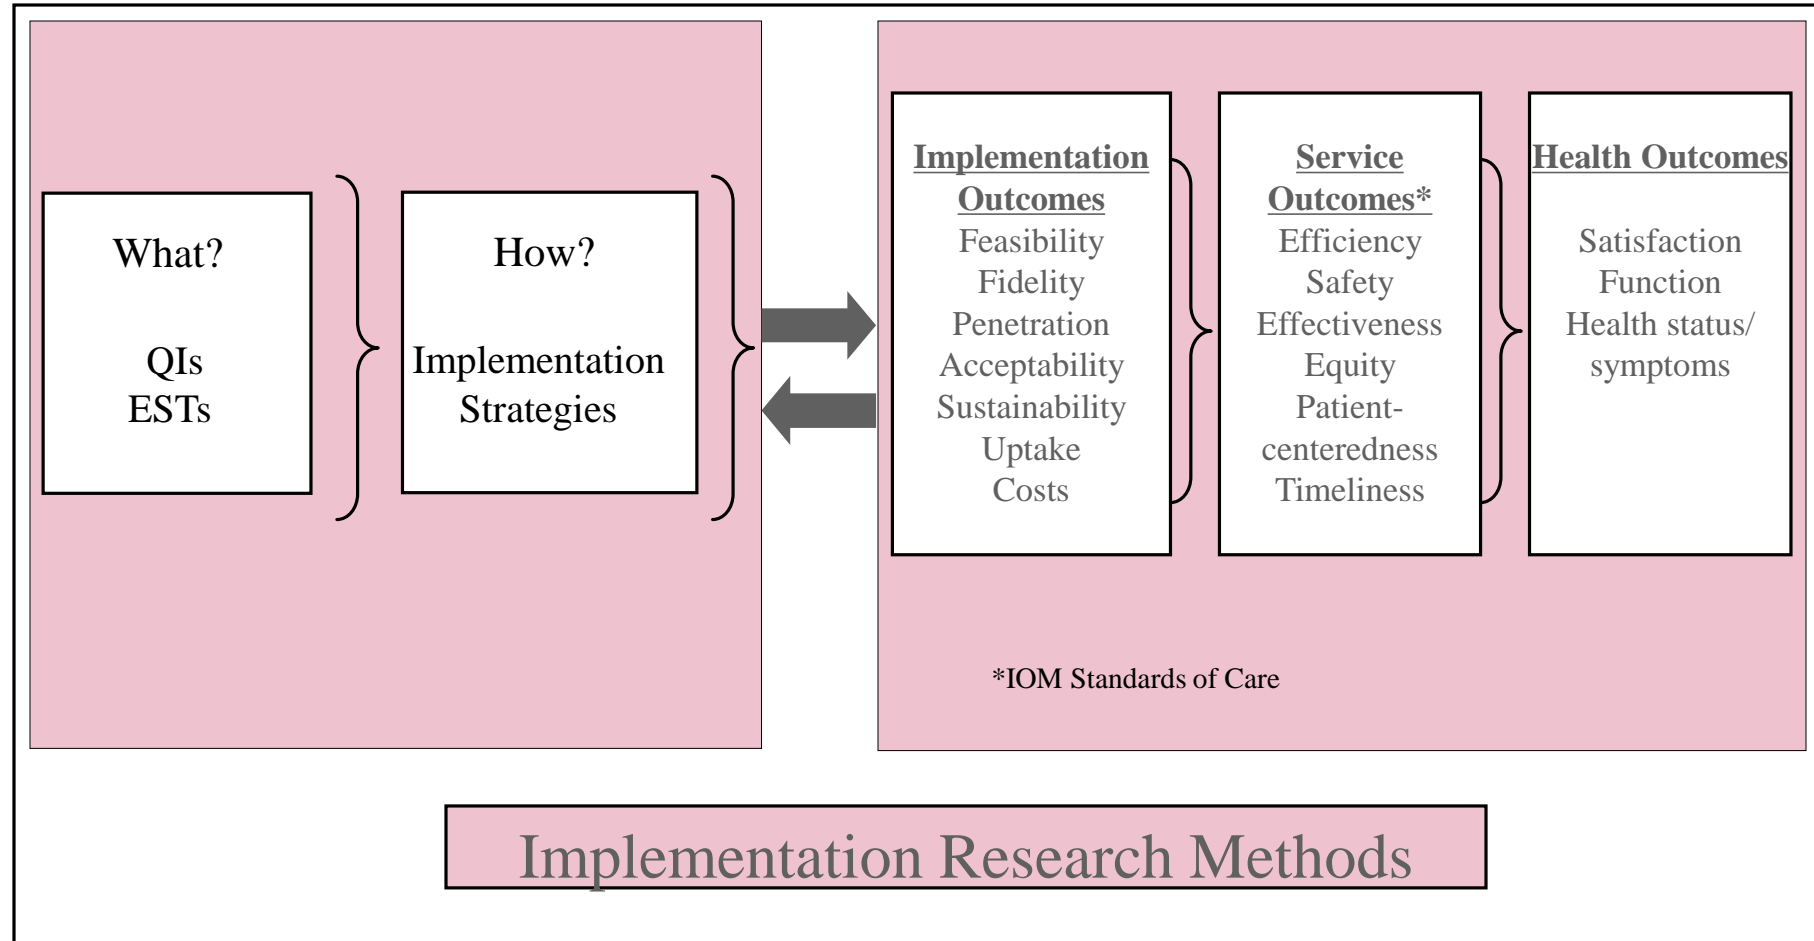 What?
QIs
ESTs
How?
Implementation
Strategies
Implementation
Outcomes
Feasibility
Fidelity
Penetration
Acceptability
Sustainability
Uptake
Costs
Service
Outcomes*
Efficiency
Safety
Effectiveness
Equity
Patient-
centeredness
Timeliness
Health Outcomes
Satisfaction
Function
Health status/
symptoms
*IOM Standards of Care
Implementation Research Methods